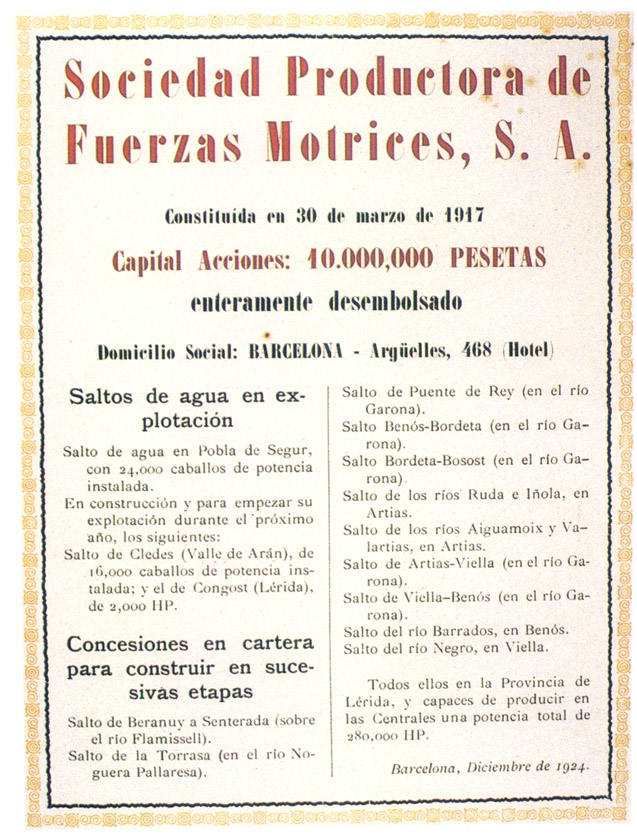 Sociedad Productora de
Fuerzas Motrices, S. A.
Constituída en 30 de marzo de 1917
Capital Acciones: 10.000,000 PESETAS
enteramente desembolsado
Domicilio Social: BARCELONA - Argüelles, 468 (Hotel)
Saltos de agua en ex-
plotación
Salto de agua en Pobla de Segur,
con 24,000 caballos de potencia
instalada.
En construcción y para empezar su
explotación durante el próximo
año, los siguientes:
Salto de Cledes (Valle de Arán), de
16,000 caballos de potencia ins-
talada; y el de Congost (Lérida),
de 2,000 HP.
Concesiones en cartera
para construir en suce-
sivas etapas
Salto de Beranuy a Senterada (sobre
el río Flamissell).
Salto de la Torrasa (en el río No-
guera Pallaresa).
Salto de Puente de Rey (en el río
Garona).
Salto Benós-Bordeta (en el río Ga-
rona).
Salto Bordeta-Bosost (en el río Ga-
rona).
Salto de los ríos Ruda e Iñola, en
Artias.
Salto de los ríos Aiguamoix y Va-
lartias, en Artias.
Salto de Artias-Viella (en el río Ga-
rona).
Salto de Viella-Benós (en el río Ga-
rona).
Salto del río Barrados, en Benós.
Salto del río Negro, en Viella.
Todos ellos en la Provincia de
Lérida, y capaces de producir en
las Centrales una potencia total de
280,000 HP.
Barcelona, Diciembre de 1924.